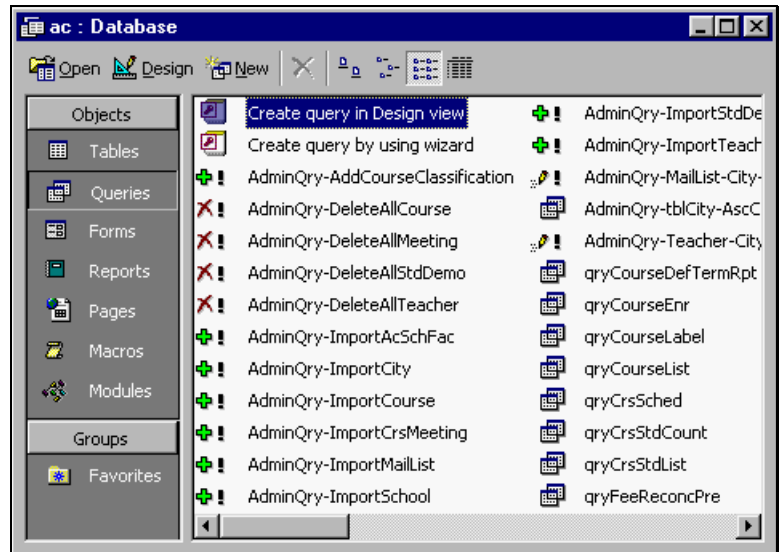 ac : Database
Open Design New
Objects
Tables
Queries
Forms
Reports
Pages
Macros
Modules
Groups
Favorites
Create query in Design view
Create query by using wizard
AdminQry-AddCourseClassification
AdminQry-DeleteAllCourse
AdminQry-DeleteAllMeeting
AdminQry-DeleteAllStdDemo
AdminQry-DeleteAllTeacher
AdminQry-ImportAcSchFac
AdminQry-ImportCity
AdminQry-ImportCourse
AdminQry-ImportCrsMeeting
AdminQry-ImportMailList
AdminQry-ImportSchool
AdminQry-ImportStdDe
AdminQry-ImportTeach
AdminQry-MailList-City-
AdminQry-tblCity-AscC
AdminQry-Teacher-City
qryCourseDefTermRpt
qryCourseEnr
qryCourseLabel
qryCourseList
qryCrsSched
qryCrsStdCount
qryCrsStdList
qryFeeReconcPre